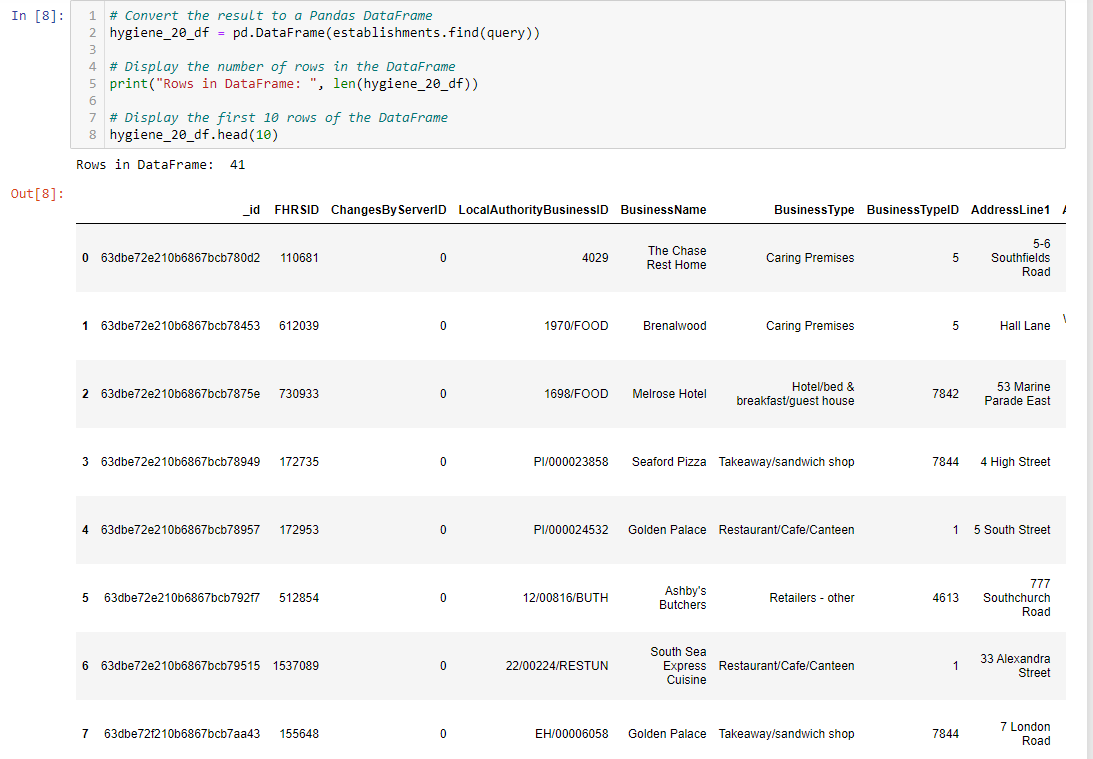 In [8]:
1 # Convert the result to a Pandas DataFrame
2 hygiene_20_df = pd.DataFrame(establishments.find(query))
3
4 # Display the number of rows in the DataFrame
5 print("Rows in DataFrame: ", len(hygiene_20_df))
6
7 # Display the first 10 rows of the DataFrame
8 hygiene_20_df.head(10)
Rows in DataFrame:  41
Out[8]:
_id FHRSID ChangesByServerID LocalAuthorityBusinessID BusinessName BusinessType BusinessTypeID AddressLine1
0 63dbe72e210b6867bcb780d2 110681 0 4029 The Chase Rest Home Caring Premises 5 5-6 Southfields Road
1 63dbe72e210b6867bcb78453 612039 0 1970/FOOD Brenalwood Caring Premises 5 Hall Lane
2 63dbe72e210b6867bcb7875e 730933 0 1698/FOOD Melrose Hotel Hotel/bed & breakfast/guest house 7842 53 Marine Parade East
3 63dbe72e210b6867bcb78949 172735 0 PI/000023858 Seaford Pizza Takeaway/sandwich shop 7844 4 High Street
4 63dbe72e210b6867bcb78957 172953 0 PI/000024532 Golden Palace Restaurant/Cafe/Canteen 1 5 South Street
5 63dbe72e210b6867bcb792f7 512854 0 12/00816/BUTH Ashby's Butchers Retailers - other 4613 777 Southchurch Road
6 63dbe72e210b6867bcb79515 1537089 0 22/00224/RESTUN South Sea Express Cuisine Restaurant/Cafe/Canteen 1 33 Alexandra Street
7 63dbe72f210b6867bcb7aa43 155648 0 EH/00006058 Golden Palace Takeaway/sandwich shop 7844 7 London Road